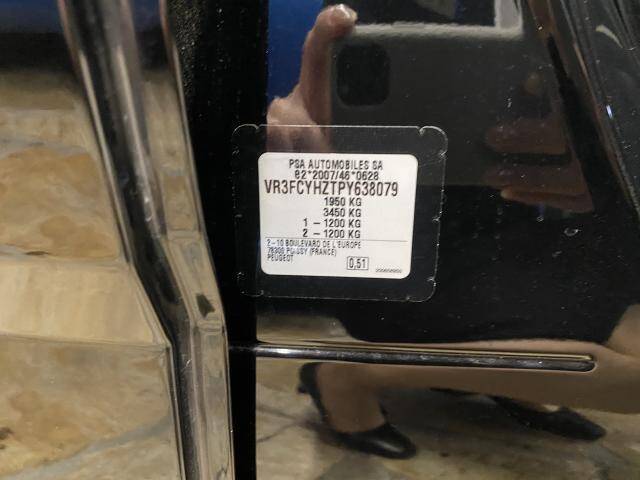 PSA AUTOMOBILES SA
e2*2007/46*0628
VR3FCYHZTPY638079
1950 KG
3450 KG
1 - 1200 KG
2 - 1200 KG
2-10 BOULEVARD DE L'EUROPE
78300 POISSY (FRANCE)
PEUGEOT
0,51